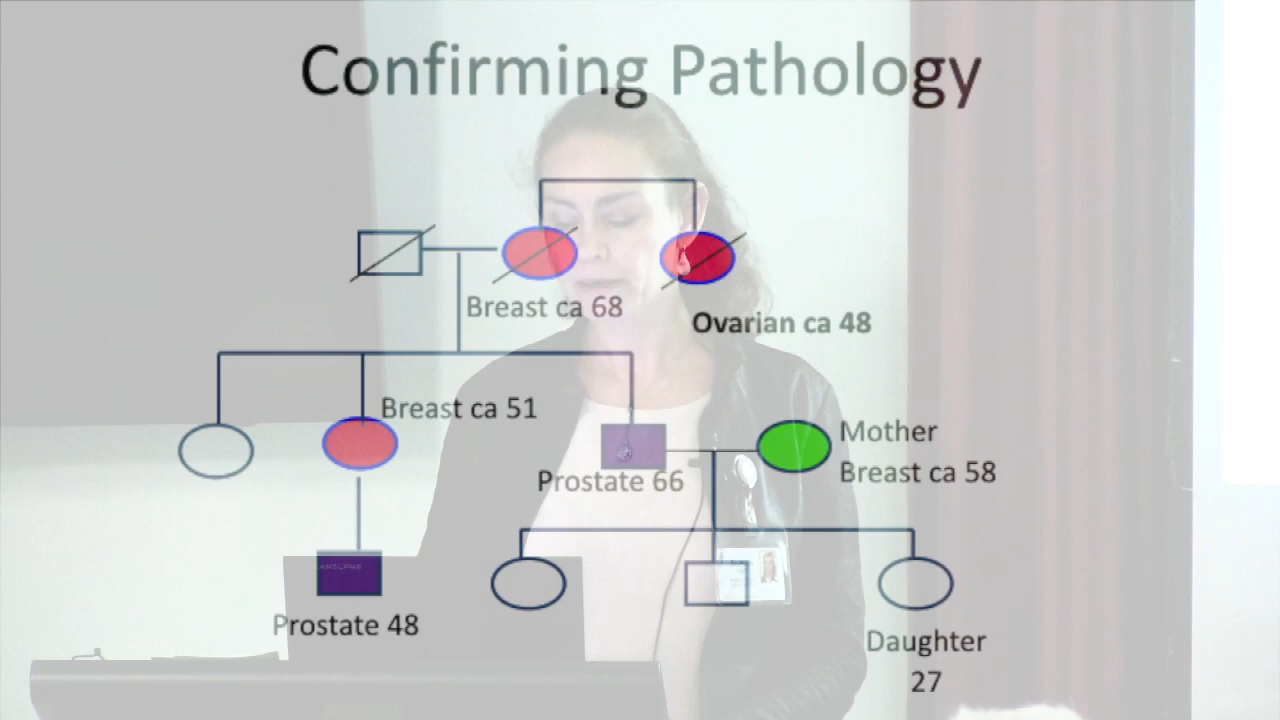 Confirming Pathology
Breast ca 68
Ovarian ca 48
Breast ca 51
Mother
Breast ca 58
Prostate 66
Prostate 48
Daughter
27